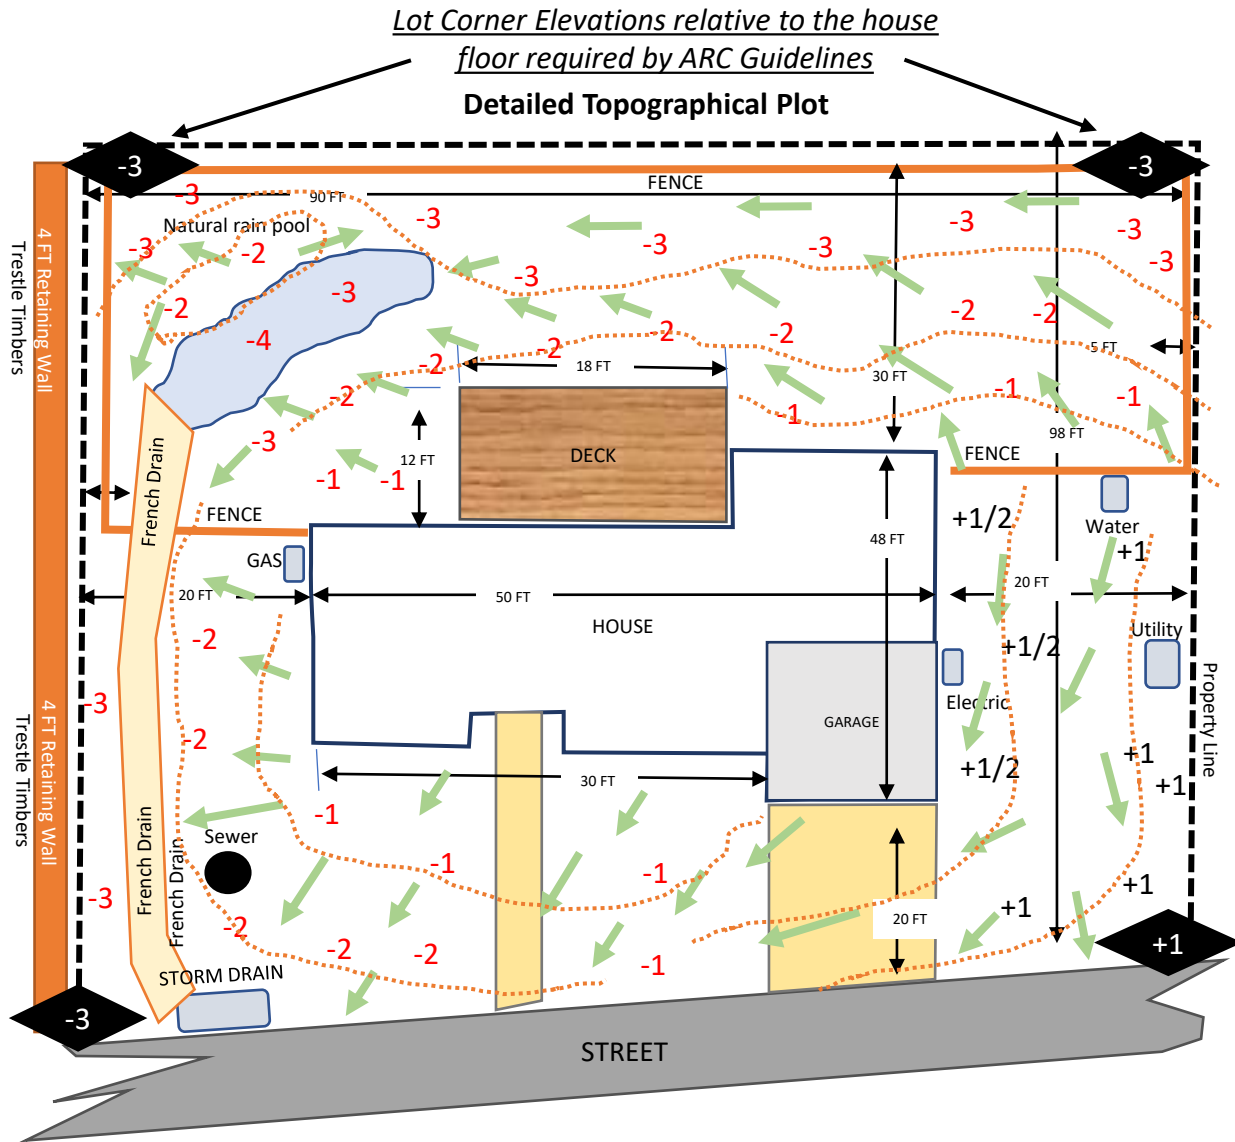 Lot Corner Elevations relative to the house
floor required by ARC Guidelines
Detailed Topographical Plot
-3
-3
FENCE
-3
90 FT
-3
-3
-3
Natural rain pool
-3
-2
-3
-3
-3
-3
-3
-3
-2
-2
-2
-4
-2
-2
-2
5 FT
4 FT Retaining Wall
Trestle Timbers
-2
18 FT
30 FT
-2
-1
-1
-1
98 FT
-3
12 FT
DECK
FENCE
-1
-1
French Drain
FENCE
+1/2
Water
48 FT
+1
GAS
20 FT
50 FT
20 FT
HOUSE
-2
+1/2
Utility
Property Line
-3
4 FT Retaining Wall
Trestle Timbers
Electric
GARAGE
-2
+1/2
+1
30 FT
+1
-1
Sewer
French Drain
French Drain
-1
-1
+1
-3
-2
20 FT
+1
-2
-2
-1
+1
STORM DRAIN
-3
STREET